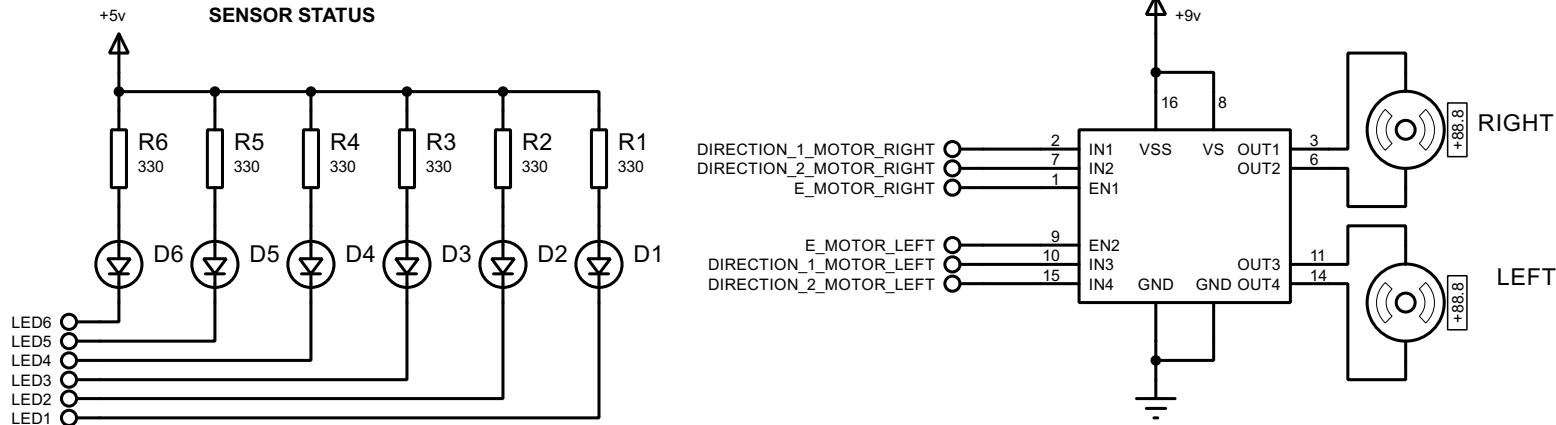 SENSOR STATUS
+5v
R6
330
R5
330
R4
330
R3
330
R2
330
R1
330
D6
D5
D4
D3
D2
D1
LED6
LED5
LED4
LED3
LED2
LED1
+9v
16
8
DIRECTION_1_MOTOR_RIGHT
2
IN1
VSS
VS
OUT1
3
DIRECTION_2_MOTOR_RIGHT
7
IN2
OUT2
6
E_MOTOR_RIGHT
1
EN1
E_MOTOR_LEFT
9
EN2
DIRECTION_1_MOTOR_LEFT
10
IN3
OUT3
11
DIRECTION_2_MOTOR_LEFT
15
IN4
GND
GND
OUT4
14
+88.8
RIGHT
+88.8
LEFT